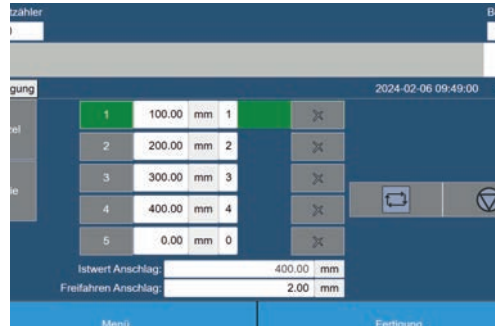 tzähler
gung 2024-02-06 09:49:00
1 100.00 mm 1
2 200.00 mm 2
3 300.00 mm 3
4 400.00 mm 4
5 0.00 mm 0
Istwert Anschlag: 400.00 mm
Freifahren Anschlag: 2.00 mm
Menü Fertigung